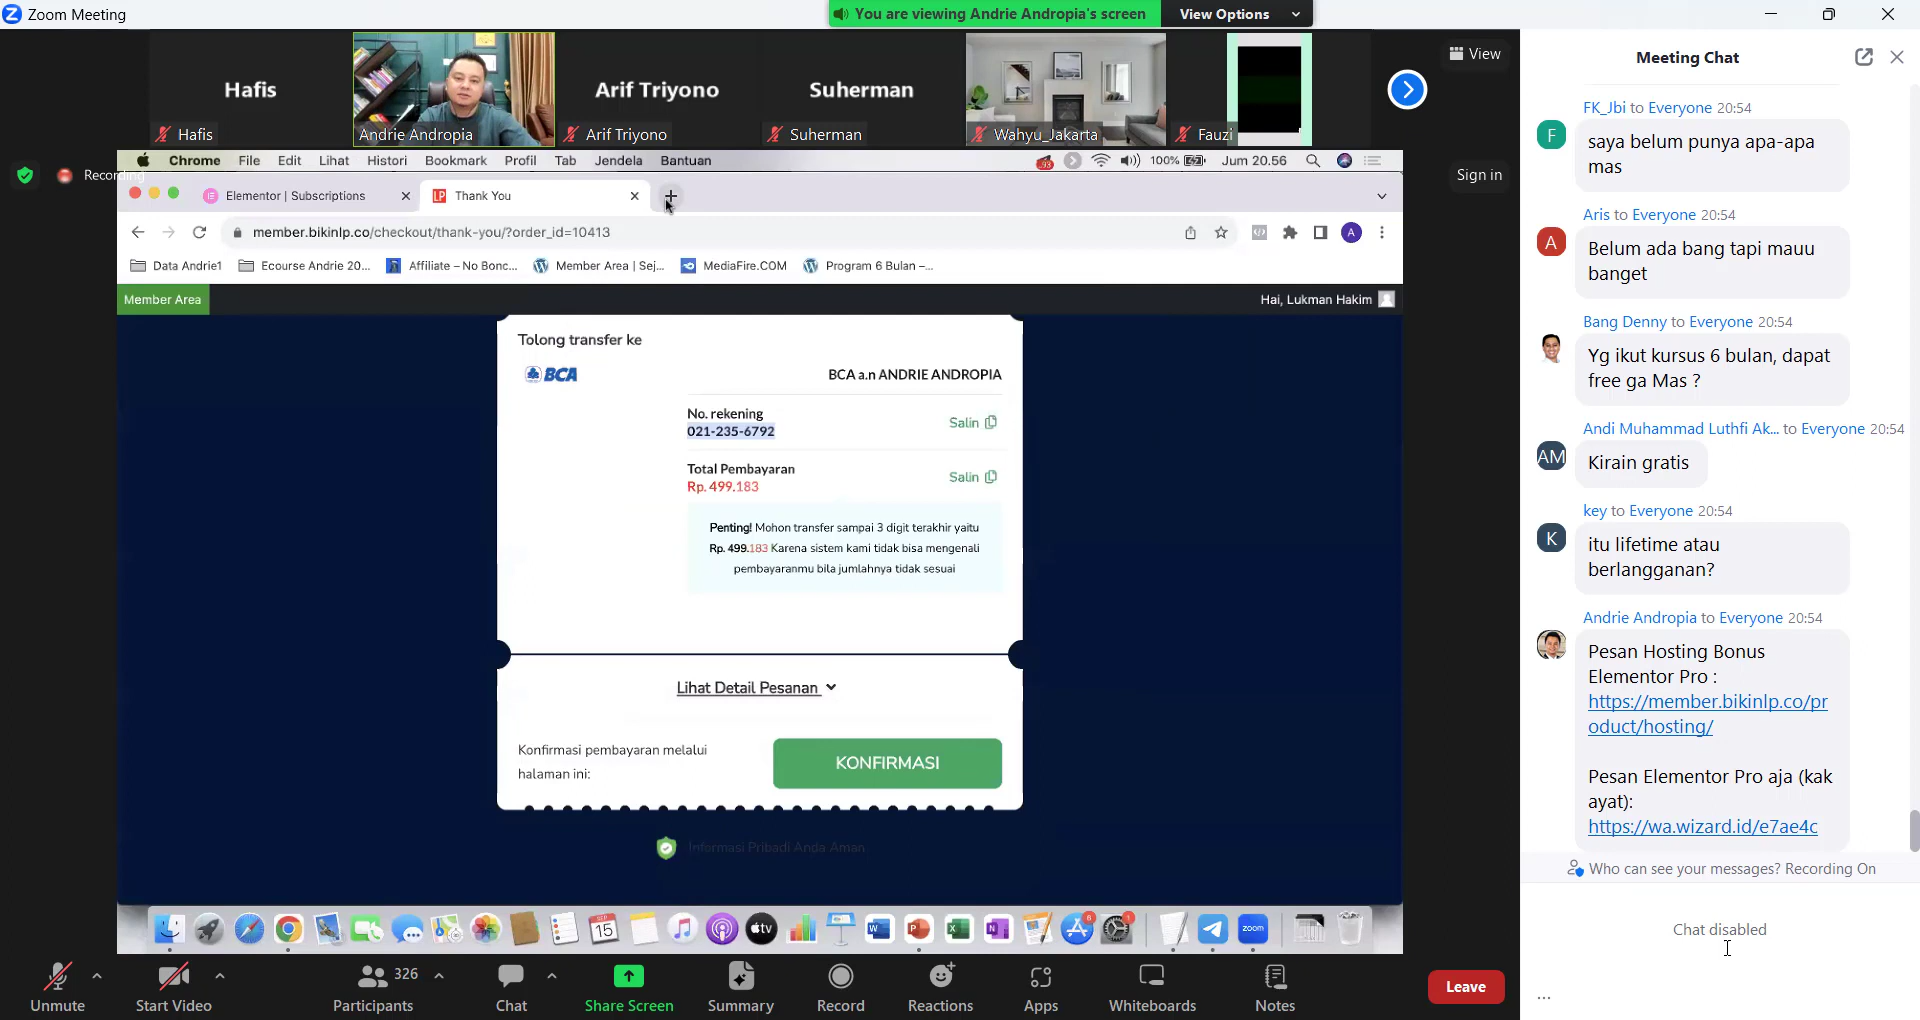 Zoom Meeting
You are viewing Andrie Andropia's screen
View Options
Hafis
Arif Triyono
Suherman
View
Hafis
Andrie Andropia
Arif Triyono
Suherman
Wahyu_Jakarta
Fauzi
Recording
Sign in
Chrome File Edit Lihat Histori Bookmark Profil Tab Jendela Bantuan
100% Jum 20.56
Elementor | Subscriptions
LP Thank You
member.bikinlp.co/checkout/thank-you/?order_id=10413
A
Data Andrie1
Ecourse Andrie 20...
Affiliate – No Bonc...
Member Area | Sej...
MediaFire.COM
Program 6 Bulan –...
Member Area
Hai, Lukman Hakim
Tolong transfer ke
BCA
BCA a.n ANDRIE ANDROPIA
No. rekening
021-235-6792
Salin
Total Pembayaran
Rp. 499.183
Salin
Penting! Mohon transfer sampai 3 digit terakhir yaitu
Rp. 499.183 Karena sistem kami tidak bisa mengenali
pembayaranmu bila jumlahnya tidak sesuai
Lihat Detail Pesanan
Konfirmasi pembayaran melalui
halaman ini:
KONFIRMASI
Informasi Pribadi Anda Aman
SEP
15
tv
zoom
Unmute
Start Video
326
Participants
Chat
Share Screen
Summary
Record
Reactions
Apps
Whiteboards
Notes
Leave
Meeting Chat
FK_Jbi to Everyone 20:54
F
saya belum punya apa-apa
mas
Aris to Everyone 20:54
A
Belum ada bang tapi mauu
banget
Bang Denny to Everyone 20:54
Yg ikut kursus 6 bulan, dapat
free ga Mas ?
Andi Muhammad Luthfi Ak... to Everyone 20:54
AM
Kirain gratis
key to Everyone 20:54
K
itu lifetime atau
berlangganan?
Andrie Andropia to Everyone 20:54
Pesan Hosting Bonus
Elementor Pro :
https://member.bikinlp.co/pr
oduct/hosting/
Pesan Elementor Pro aja (kak
ayat):
https://wa.wizard.id/e7ae4c
Who can see your messages? Recording On
Chat disabled
...